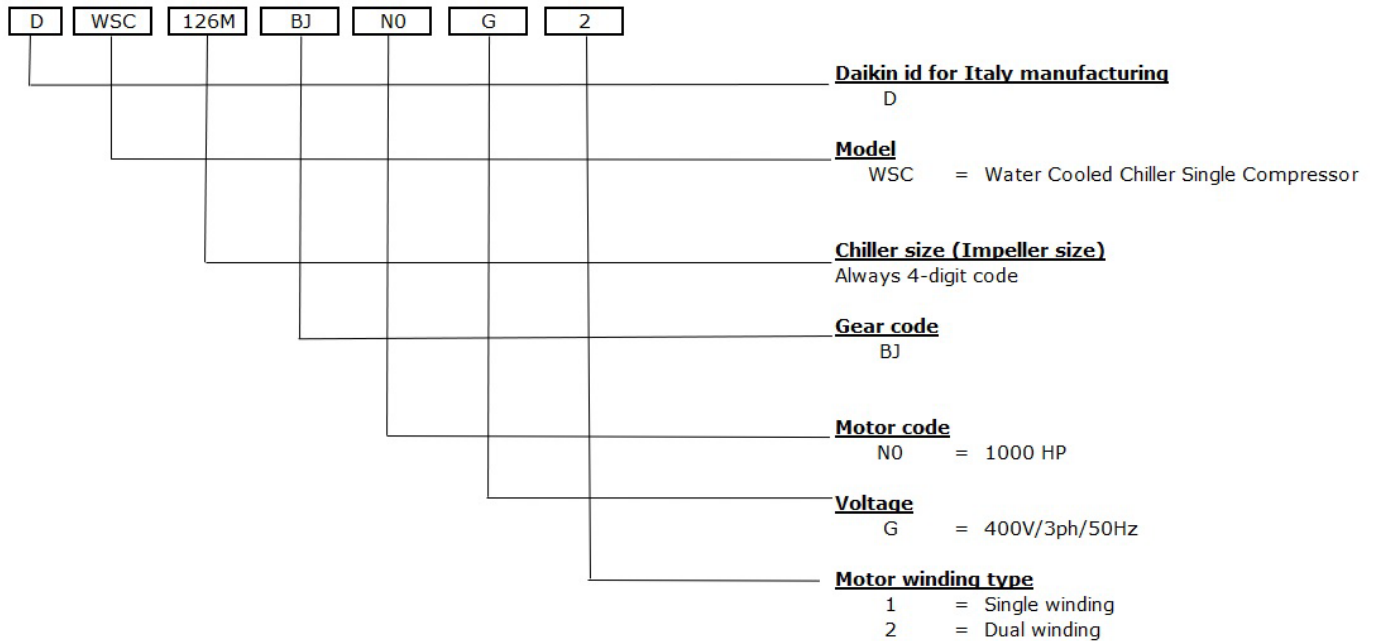 D WSC 126M BJ N0 G 2
Daikin id for Italy manufacturing
D
Model
WSC = Water Cooled Chiller Single Compressor
Chiller size (Impeller size)
Always 4-digit code
Gear code
BJ
Motor code
N0 = 1000 HP
Voltage
G = 400V/3ph/50Hz
Motor winding type
1 = Single winding
2 = Dual winding